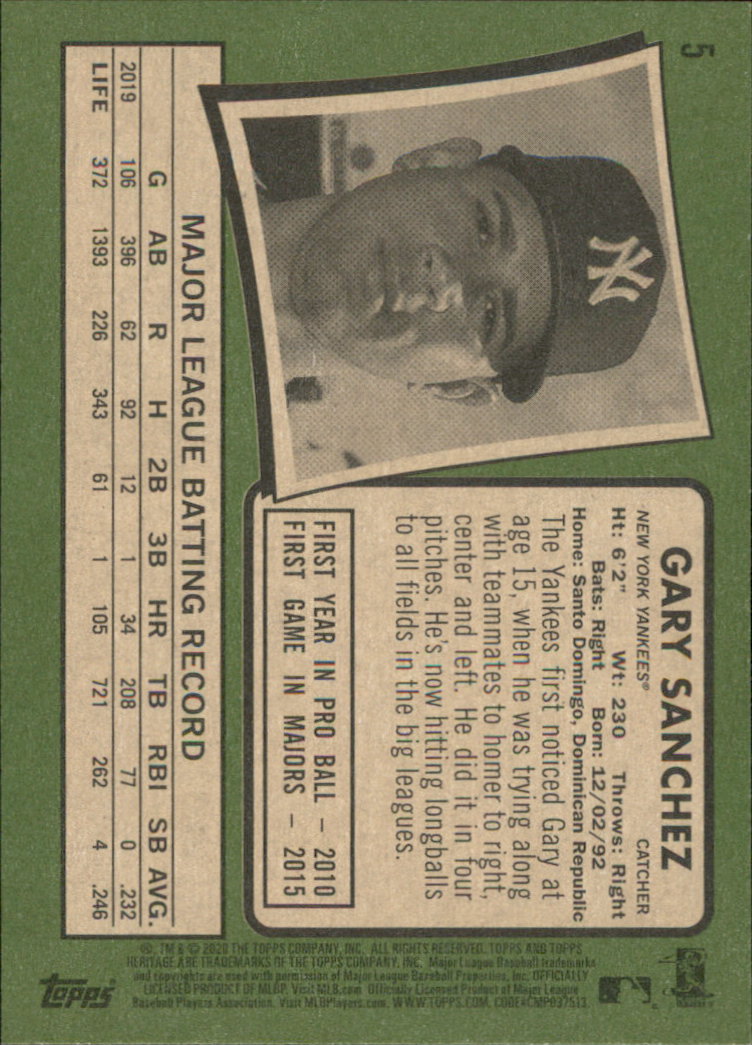 5
NY
GARY SANCHEZ
NEW YORK YANKEES® CATCHER
Ht: 6'2" Wt: 230 Throws: Right
Bats: Right Born: 12/02/92
Home: Santo Domingo, Dominican Republic
The Yankees first noticed Gary at
age 15, when he was trying along
with teammates to homer to right,
center and left. He did it in four
pitches. He's now hitting longballs
to all fields in the big leagues.
FIRST YEAR IN PRO BALL – 2010
FIRST GAME IN MAJORS – 2015
MAJOR LEAGUE BATTING RECORD
G AB R H 2B 3B HR TB RBI SB AVG.
2019 106 396 62 92 12 1 34 208 77 0 .232
LIFE 372 1393 226 343 61 1 105 721 262 4 .246
®, TM & © 2020 THE TOPPS COMPANY, INC. ALL RIGHTS RESERVED. TOPPS AND TOPPS
HERITAGE ARE TRADEMARKS OF THE TOPPS COMPANY, INC. Major League Baseball trademarks
and copyrights are used with permission of Major League Baseball Properties, Inc. OFFICIALLY
LICENSED PRODUCT OF MLBP. Visit MLB.com Officially Licensed Product of Major League
Baseball Players Association. Visit MLBPlayers.com. WWW.TOPPS.COM. CODE#CMP037513
topps